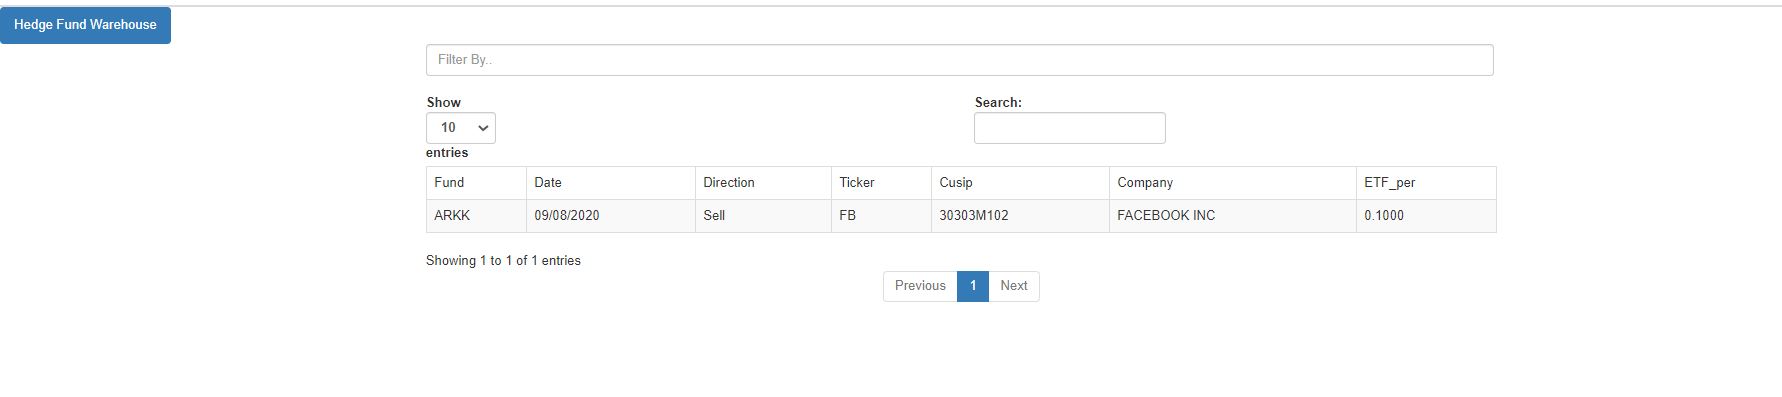 Hedge Fund Warehouse
Filter By..
Show
Search:
10
entries
Fund Date Direction Ticker Cusip Company ETF_per
ARKK 09/08/2020 Sell FB 30303M102 FACEBOOK INC 0.1000
Showing 1 to 1 of 1 entries
Previous 1 Next